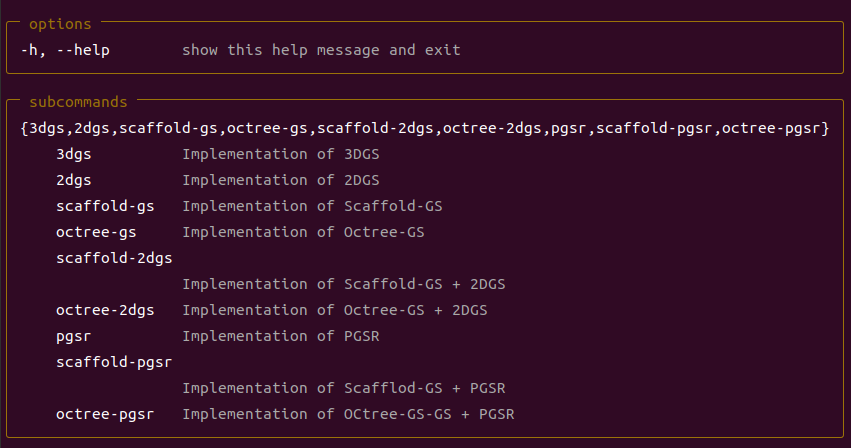 options
-h, --help show this help message and exit
subcommands
{3dgs,2dgs,scaffold-gs,octree-gs,scaffold-2dgs,octree-2dgs,pgsr,scaffold-pgsr,octree-pgsr}
3dgs Implementation of 3DGS
2dgs Implementation of 2DGS
scaffold-gs Implementation of Scaffold-GS
octree-gs Implementation of Octree-GS
scaffold-2dgs
Implementation of Scaffold-GS + 2DGS
octree-2dgs Implementation of Octree-GS + 2DGS
pgsr Implementation of PGSR
scaffold-pgsr
Implementation of Scafflod-GS + PGSR
octree-pgsr Implementation of OCtree-GS-GS + PGSR